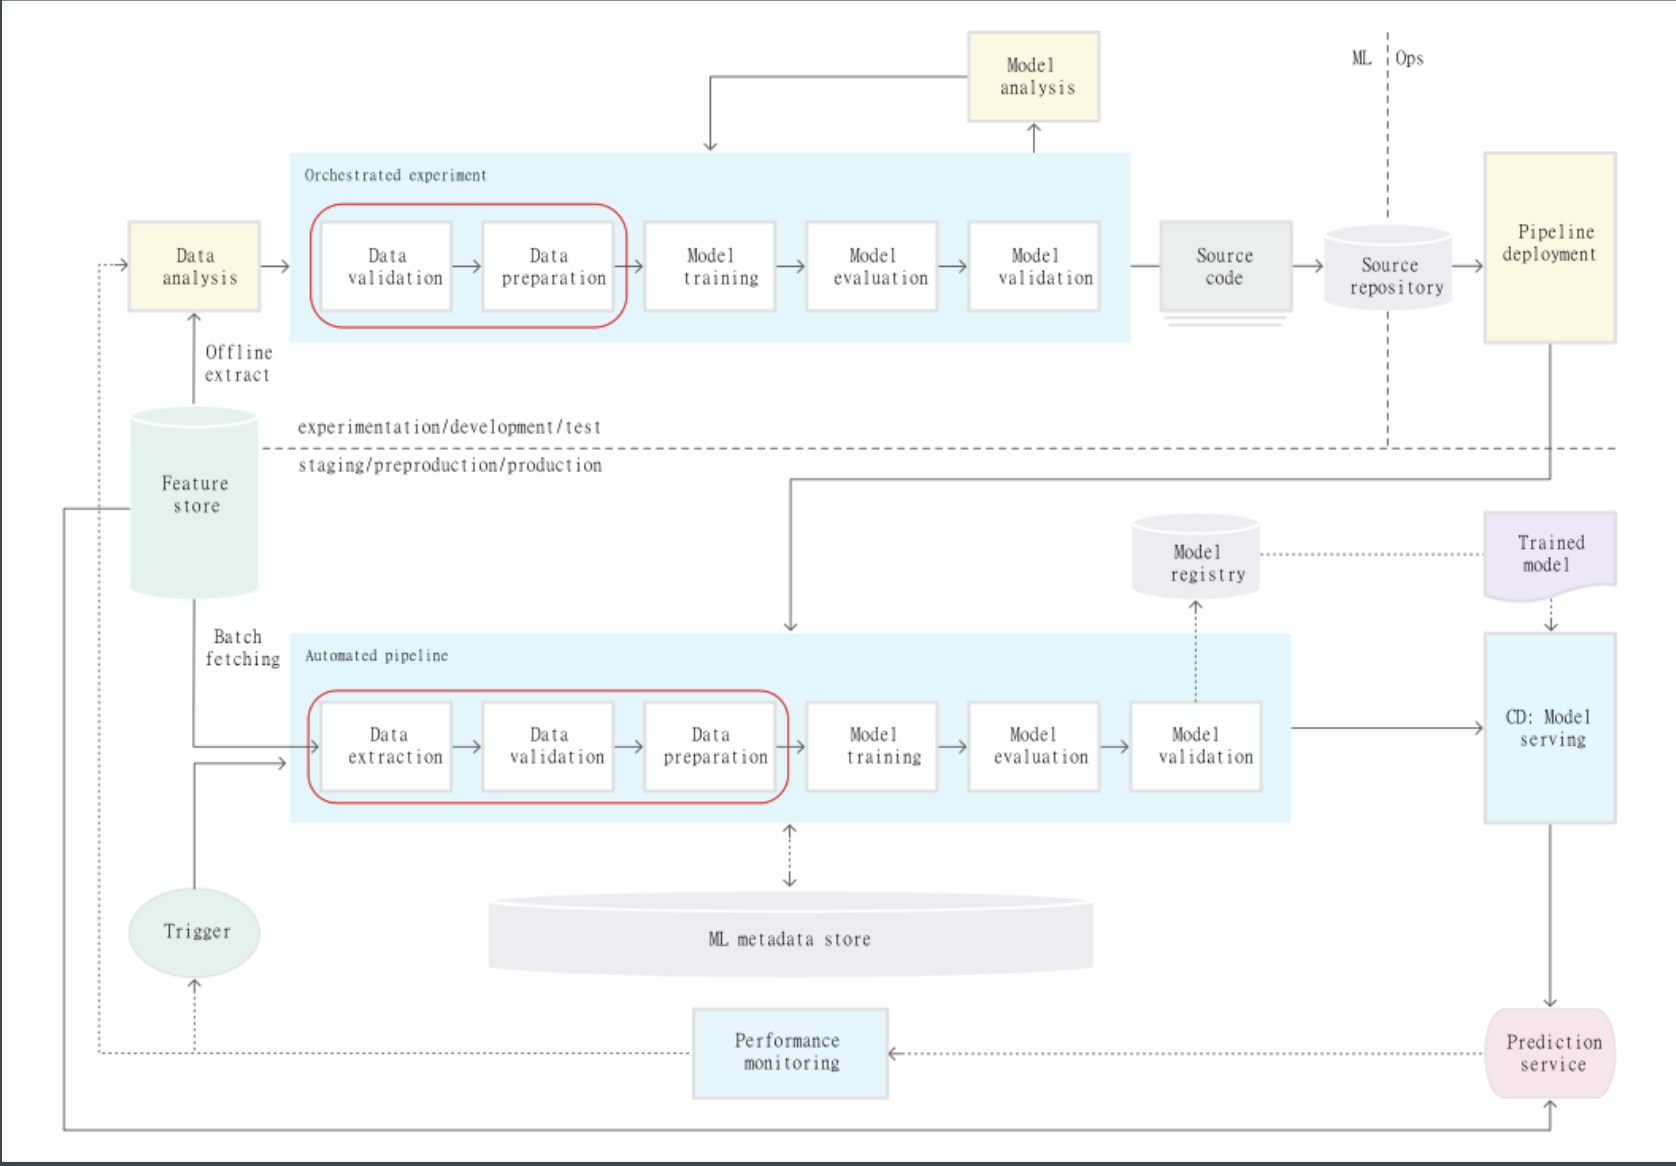 Model
analysis
ML
Ops
Orchestrated experiment
Data
analysis
Data
validation
Data
preparation
Model
training
Model
evaluation
Model
validation
Source
code
Source
repository
Pipeline
deployment
Offline
extract
experimentation/development/test
staging/preproduction/production
Feature
store
Model
registry
Trained
model
Batch
fetching
Automated pipeline
Data
extraction
Data
validation
Data
preparation
Model
training
Model
evaluation
Model
validation
CD: Model
serving
Trigger
ML metadata store
Performance
monitoring
Prediction
service